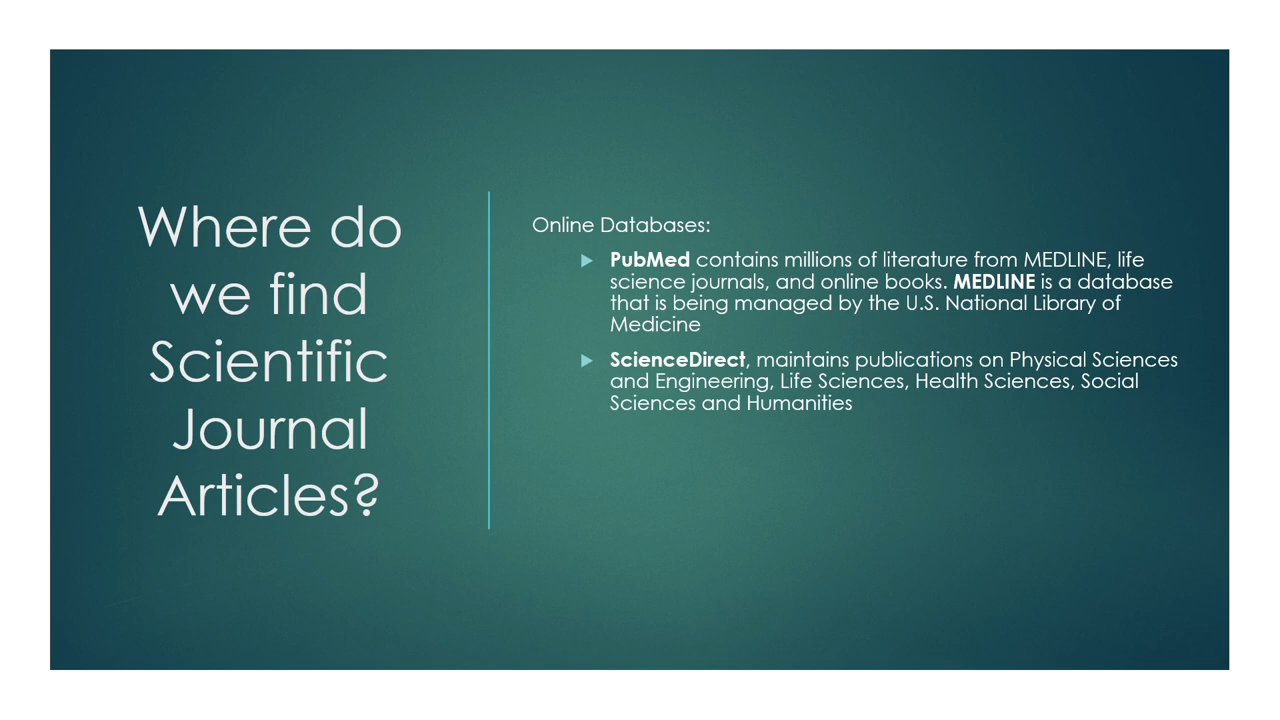 Where do
we find
Scientific
Journal
Articles?
Online Databases:
PubMed contains millions of literature from MEDLINE, life
science journals, and online books. MEDLINE is a database
that is being managed by the U.S. National Library of
Medicine
ScienceDirect, maintains publications on Physical Sciences
and Engineering, Life Sciences, Health Sciences, Social
Sciences and Humanities